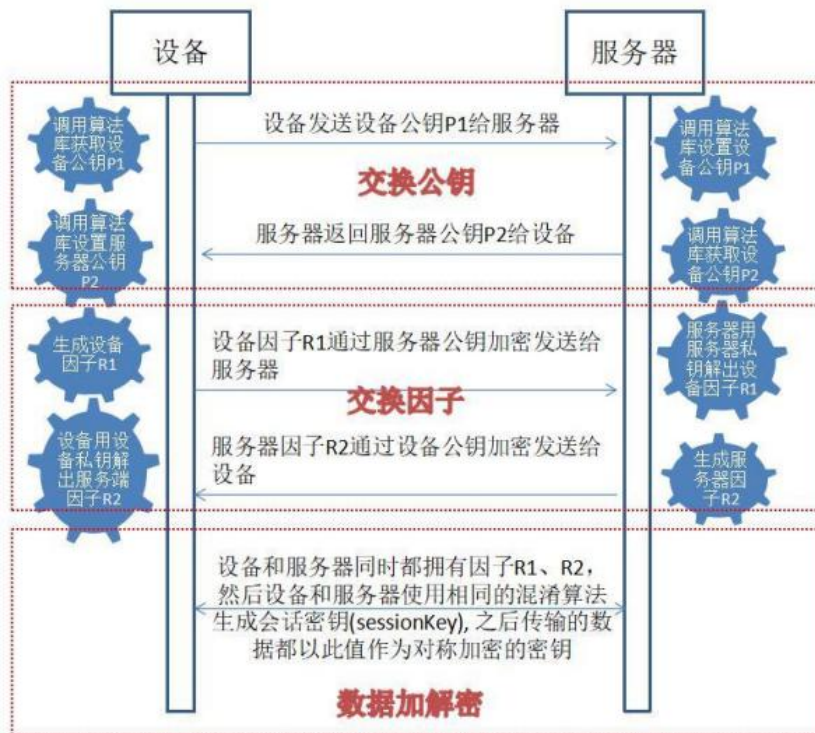 设备
服务器
调用算法
库获取设
备公钥P1
设备发送设备公钥P1给服务器
调用算法
库设置设
备公钥P1
交换公钥
调用算法
库设置服
务器公钥
P2
服务器返回服务器公钥P2给设备
调用算法
库获取设
备公钥P2
生成设备
因子R1
设备因子R1通过服务器公钥加密发送给
服务器
服务器用
服务器私
钥解出设
备因子R1
交换因子
设备用设
备私钥解
出服务端
因子R2
服务器因子R2通过设备公钥加密发送给
设备
生成服
务器因
子R2
设备和服务器同时都拥有因子R1、R2，
然后设备和服务器使用相同的混淆算法
生成会话密钥(sessionKey), 之后传输的数
据都以此值作为对称加密的密钥
数据加解密